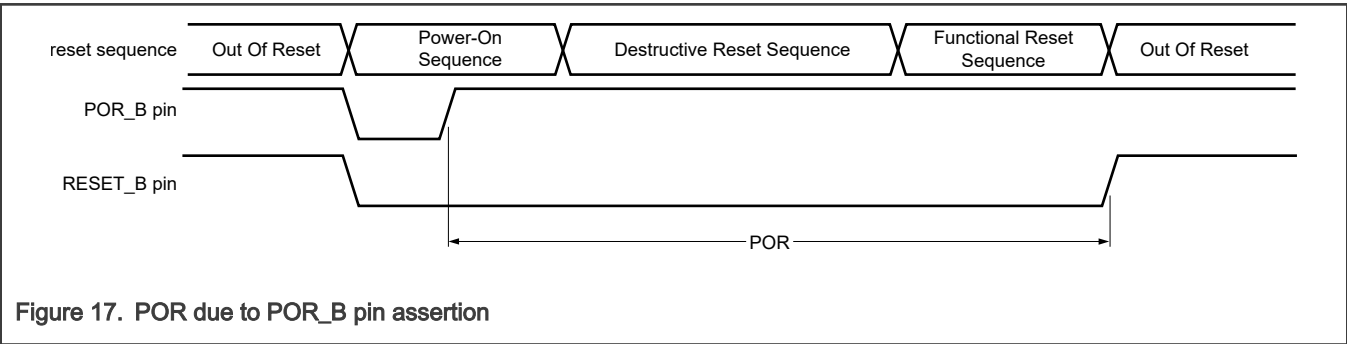 reset sequence
Out Of Reset
Power-On
Sequence
Destructive Reset Sequence
Functional Reset
Sequence
Out Of Reset
POR_B pin
RESET_B pin
POR
Figure 17. POR due to POR_B pin assertion